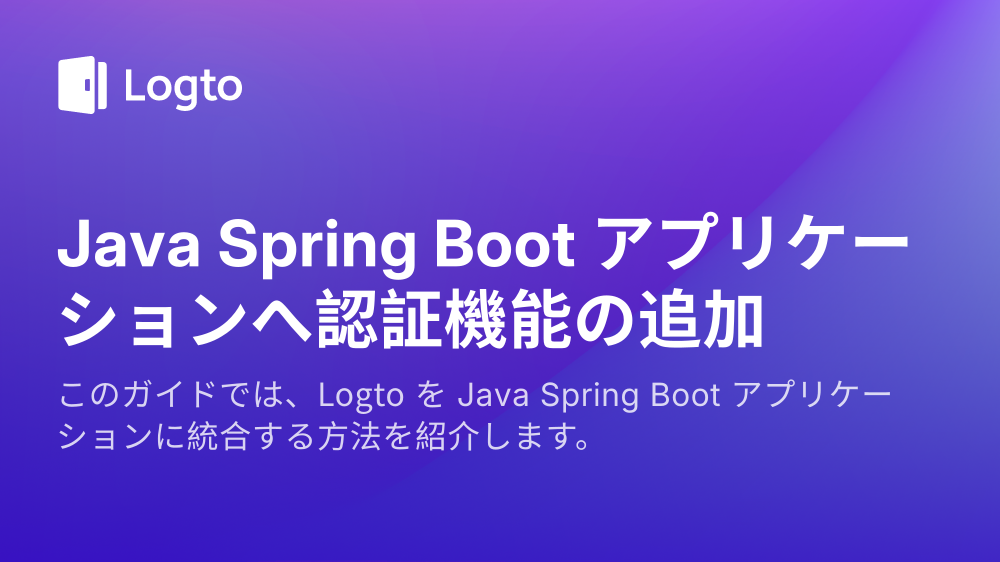 Logto
Java Spring Boot アプリケー
ションへ認証機能の追加
このガイドでは、Logto を Java Spring Boot アプリケー
ションに統合する方法を紹介します。